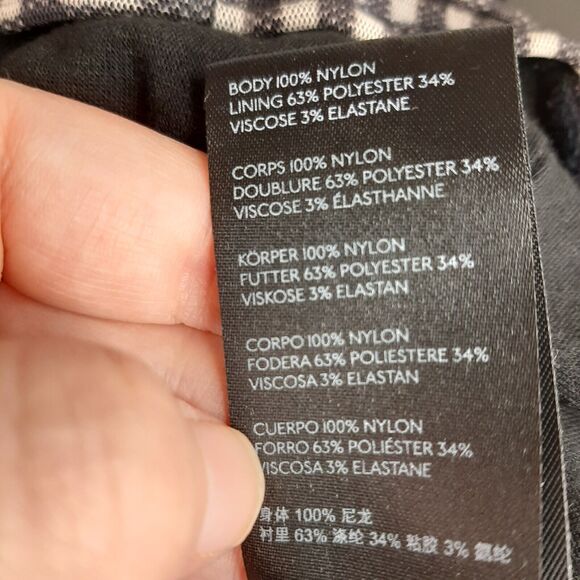 BODY 100% NYLON
LINING 63% POLYESTER 34%
VISCOSE 3% ELASTANE
CORPS 100% NYLON
DOUBLURE 63% POLYESTER 34%
VISCOSE 3% ÉLASTHANNE
KÖRPER 100% NYLON
FUTTER 63% POLYESTER 34%
VISKOSE 3% ELASTAN
CORPO 100% NYLON
FODERA 63% POLIESTERE 34%
VISCOSA 3% ELASTAN
CUERPO 100% NYLON
FORRO 63% POLIÉSTER 34%
VISCOSA 3% ELASTANE
身体 100% 尼龙
衬里 63% 涤纶 34% 粘胶 3% 氨纶